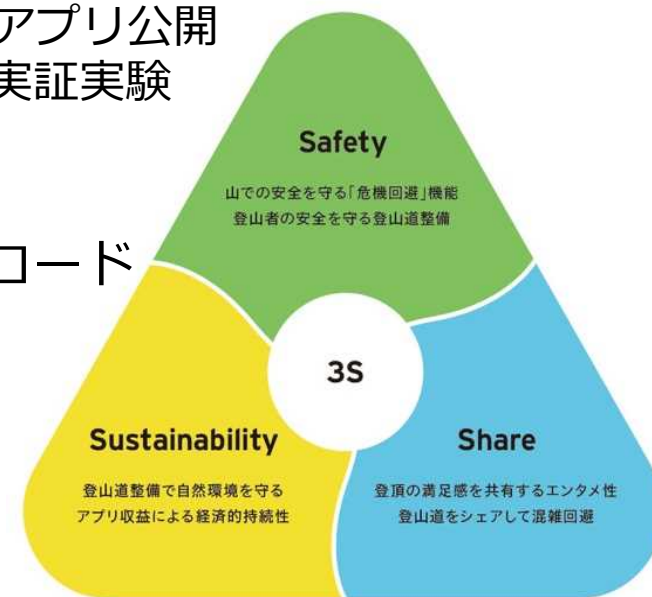 アプリ公開
実証実験
コード
Safety
山での安全を守る「危機回避」機能
登山者の安全を守る登山道整備
3S
Sustainability
登山道整備で自然環境を守る
アプリ収益による経済的持続性
Share
登頂の満足感を共有するエンタメ性
登山道をシェアして混雑回避